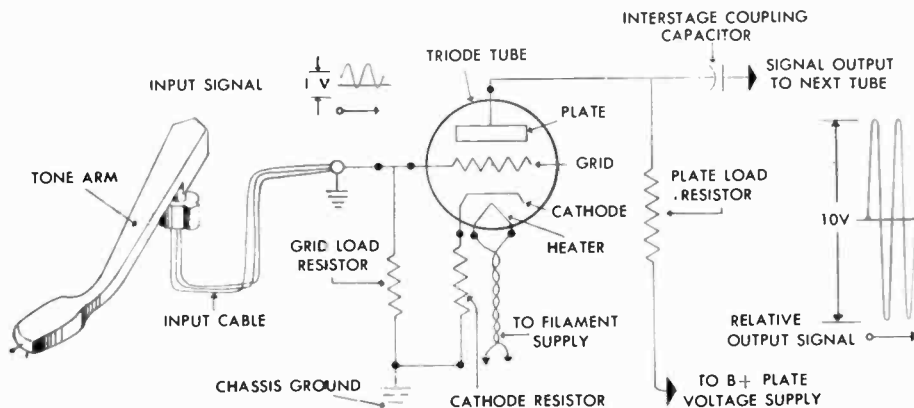 INTERSTAGE COUPLING
CAPACITOR
TRIODE TUBE
SIGNAL OUTPUT
TO NEXT TUBE
INPUT SIGNAL
1 V
PLATE
TONE ARM
GRID
PLATE LOAD
RESISTOR
CATHODE
10V
HEATER
GRID LOAD
RESISTOR
INPUT CABLE
TO FILAMENT
SUPPLY
RELATIVE
OUTPUT SIGNAL
CHASSIS GROUND
CATHODE RESISTOR
TO B+ PLATE
VOLTAGE SUPPLY